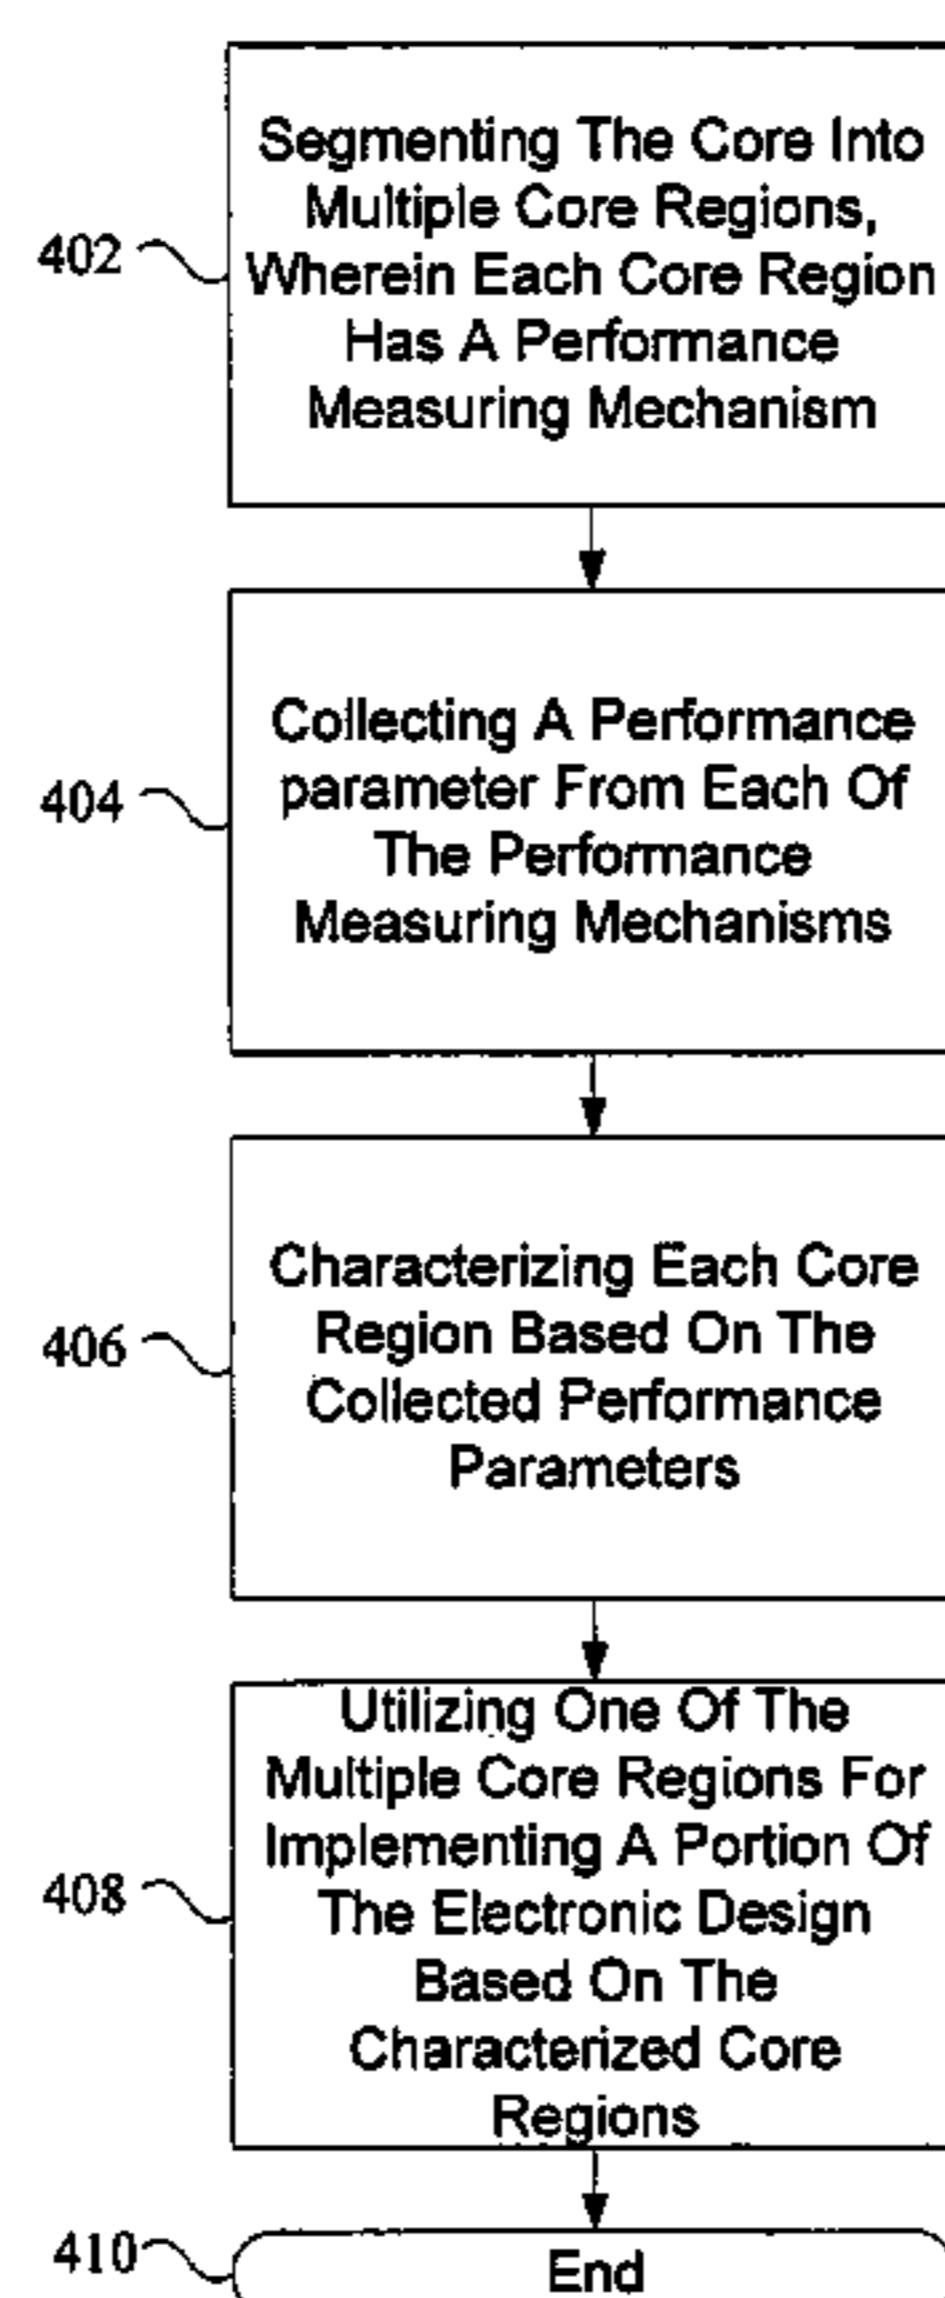 Segmenting The Core Into
Multiple Core Regions,
402
Wherein Each Core Region
Has A Performance
Measuring Mechanism
Collecting A Performance
404
parameter From Each Of
The Performance
Measuring Mechanisms
Characterizing Each Core
406
Region Based On The
Collected Performance
Parameters
Utilizing One Of The
Multiple Core Regions For
Implementing A Portion Of
408
The Electronic Design
Based On The
Characterized Core
Regions
410
End